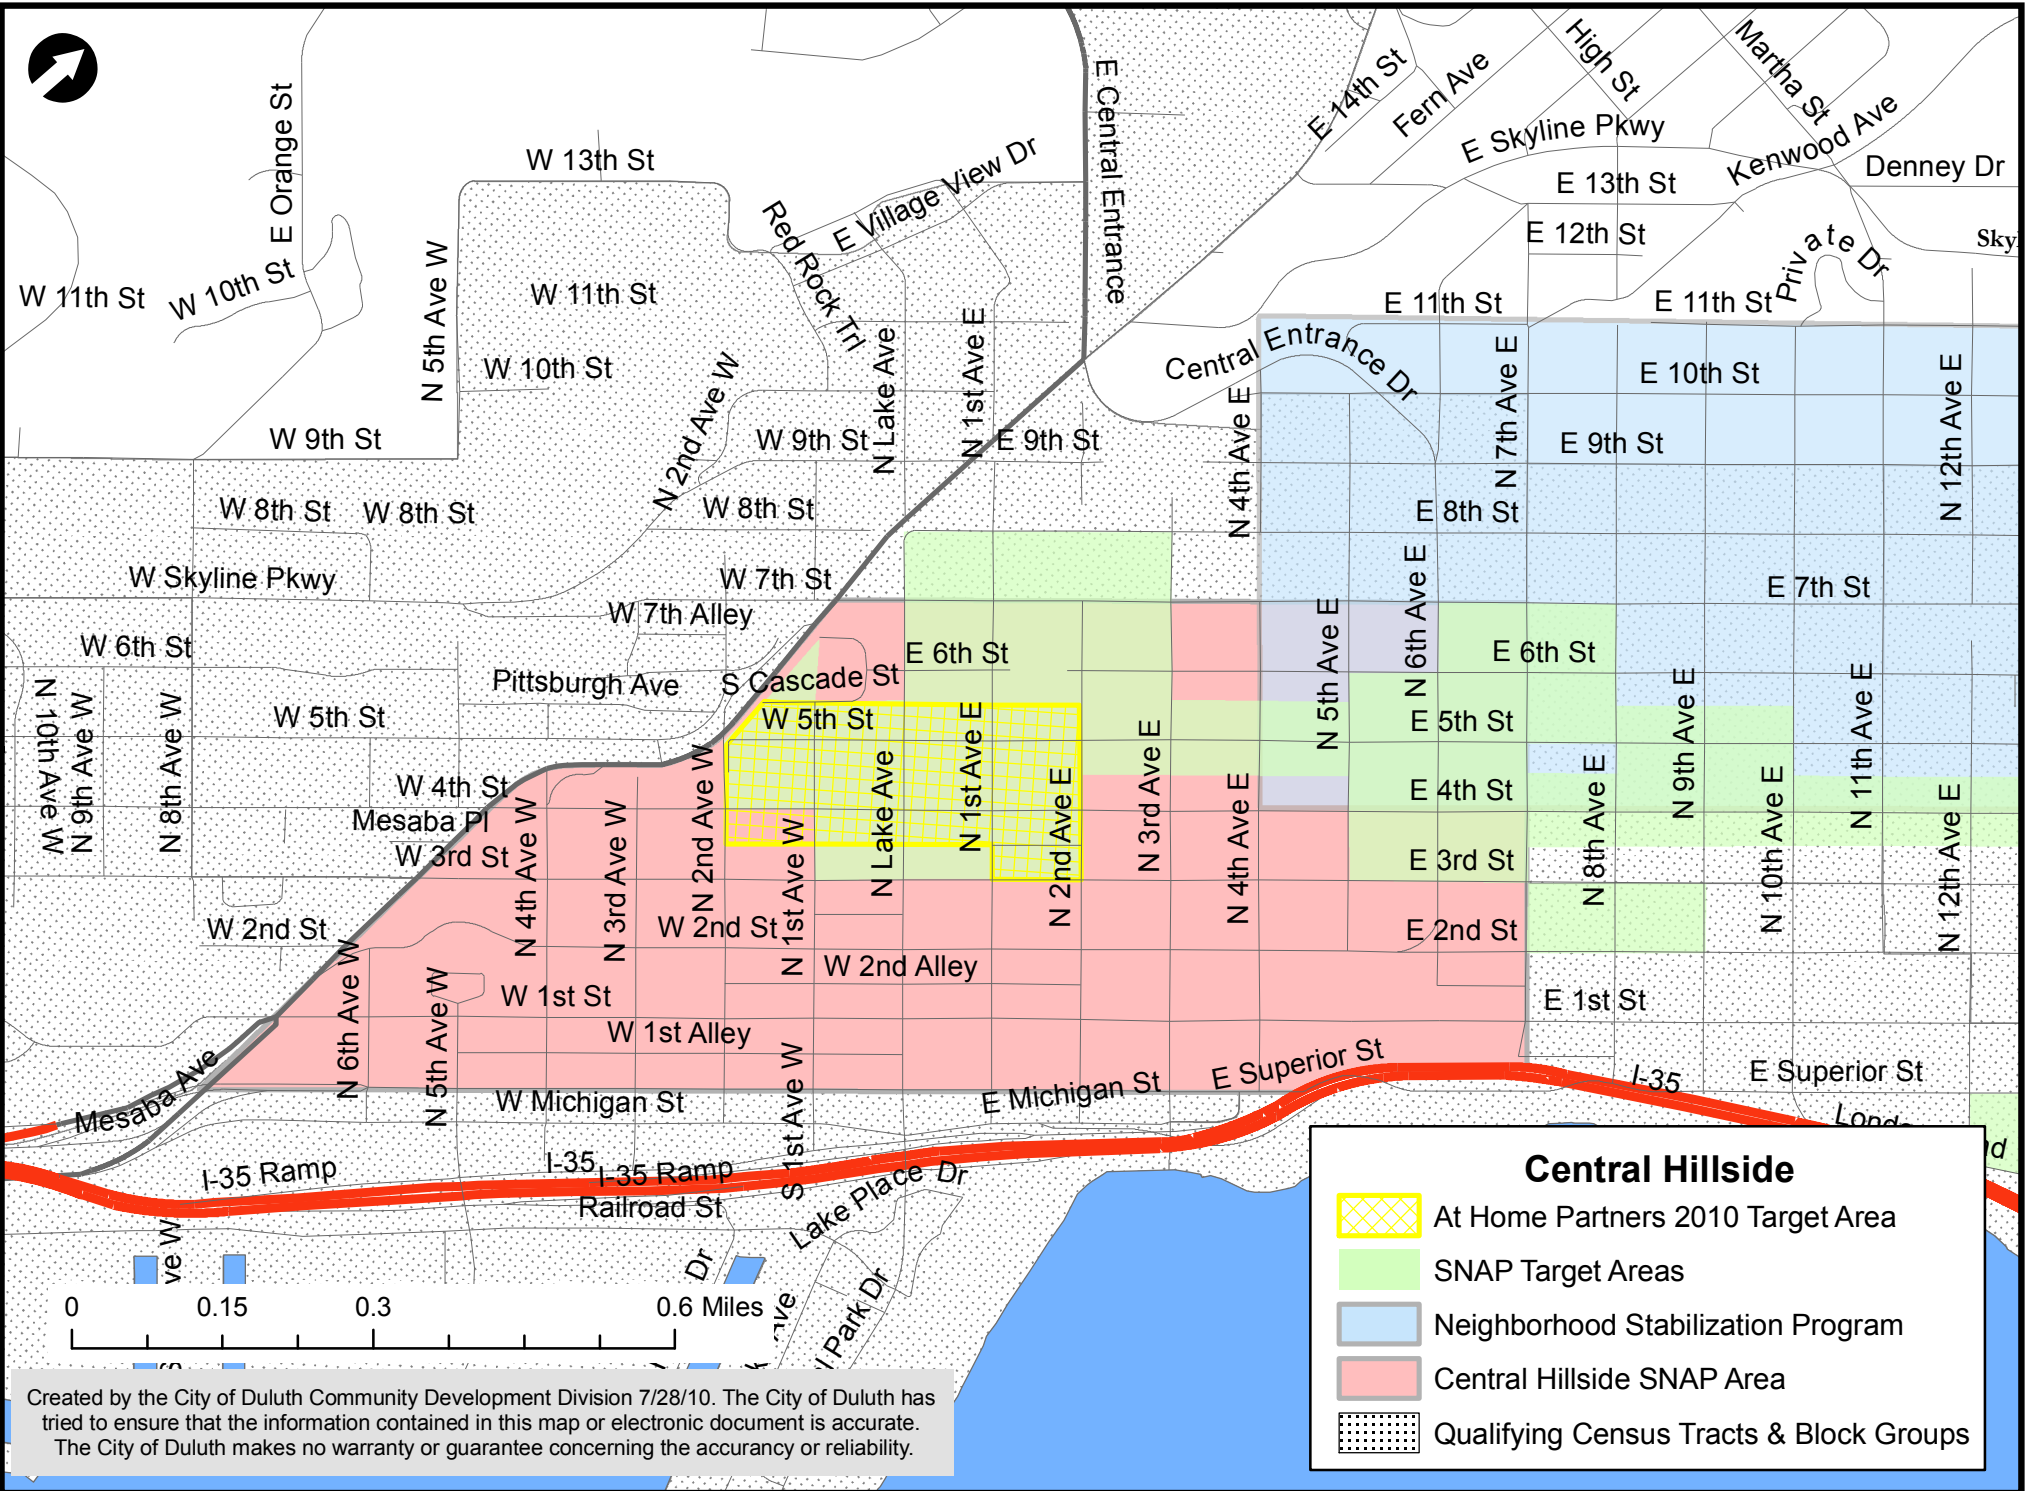 E Orange St
E Central Entrance
E 14th St
Fern Ave
High St
Martha St
E Skyline Pkwy
Kenwood Ave
Denney Dr
W 13th St
E Village View Dr
E 13th St
E 12th St
Private Dr
Red Rock Trl
W 11th St
W 10th St
N 5th Ave W
W 11th St
E 11th St
E 11th St
Central Entrance Dr
N Lake Ave
N 1st Ave E
W 10th St
N 2nd Ave W
N 4th Ave E
N 7th Ave E
E 10th St
N 12th Ave E
W 9th St
W 9th St
E 9th St
E 9th St
W 8th St
W 8th St
W 8th St
E 8th St
W Skyline Pkwy
W 7th St
N 6th Ave E
E 7th St
W 7th Alley
N 5th Ave E
W 6th St
E 6th St
E 6th St
Pittsburgh Ave
S Cascade St
N 10th Ave W
N 9th Ave W
N 8th Ave W
W 5th St
W 5th St
N 1st Ave E
N 3rd Ave E
E 5th St
N 9th Ave E
N 11th Ave E
N 2nd Ave W
N Lake Ave
N 2nd Ave E
N 4th Ave E
W 4th St
E 4th St
N 8th Ave E
N 10th Ave E
N 12th Ave E
Mesaba Pl
W 3rd St
N 4th Ave W
N 3rd Ave W
N 1st Ave W
E 3rd St
W 2nd St
W 2nd St
E 2nd St
W 2nd Alley
N 6th Ave W
N 5th Ave W
W 1st St
E 1st St
W 1st Alley
Mesaba Ave
S 1st Ave W
W Michigan St
E Michigan St
E Superior St
I-35
E Superior St
I-35 Ramp
I-35
I-35 Ramp
Railroad St
Lake Place Dr
Dr
Ave
Park Dr
0 0.15 0.3 0.6 Miles
Central Hillside
At Home Partners 2010 Target Area
SNAP Target Areas
Neighborhood Stabilization Program
Central Hillside SNAP Area
Qualifying Census Tracts & Block Groups
Created by the City of Duluth Community Development Division 7/28/10. The City of Duluth has
tried to ensure that the information contained in this map or electronic document is accurate.
The City of Duluth makes no warranty or guarantee concerning the accurancy or reliability.